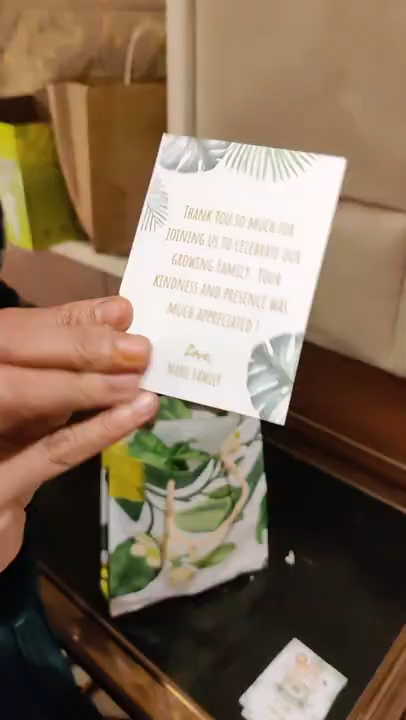 THANK YOU SO MUCH FOR
JOINING US TO CELEBRATE OUR
GROWING FAMILY. YOUR
KINDNESS AND PRESENCE WAS
MUCH APPRECIATED !
Love,
FAMILY